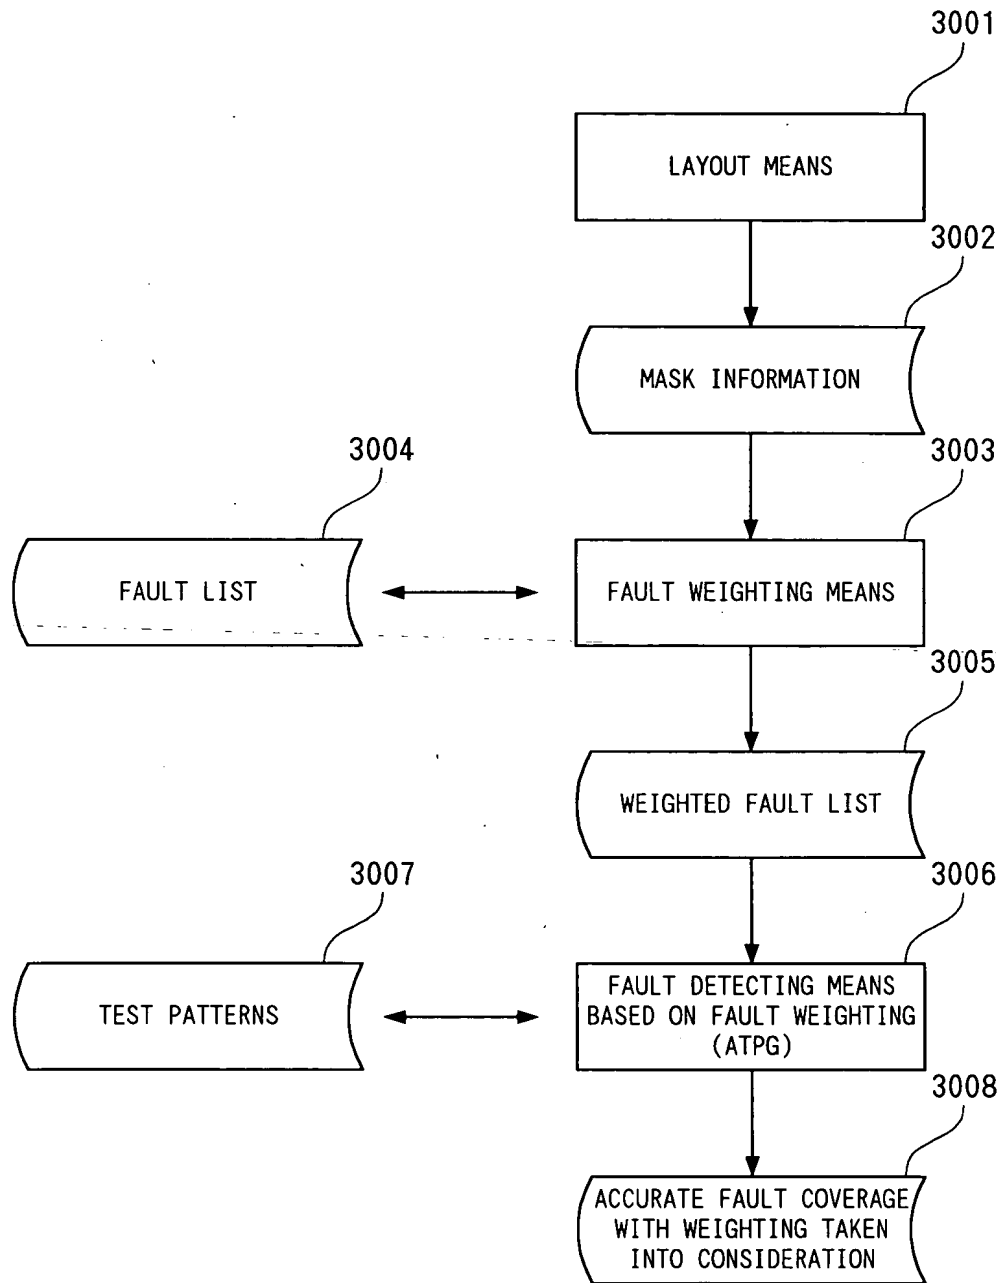 3001
LAYOUT MEANS
3002
MASK INFORMATION
3004
3003
FAULT LIST
FAULT WEIGHTING MEANS
3005
WEIGHTED FAULT LIST
3007
3006
TEST PATTERNS
FAULT DETECTING MEANS
BASED ON FAULT WEIGHTING
(ATPG)
3008
ACCURATE FAULT COVERAGE
WITH WEIGHTING TAKEN
INTO CONSIDERATION